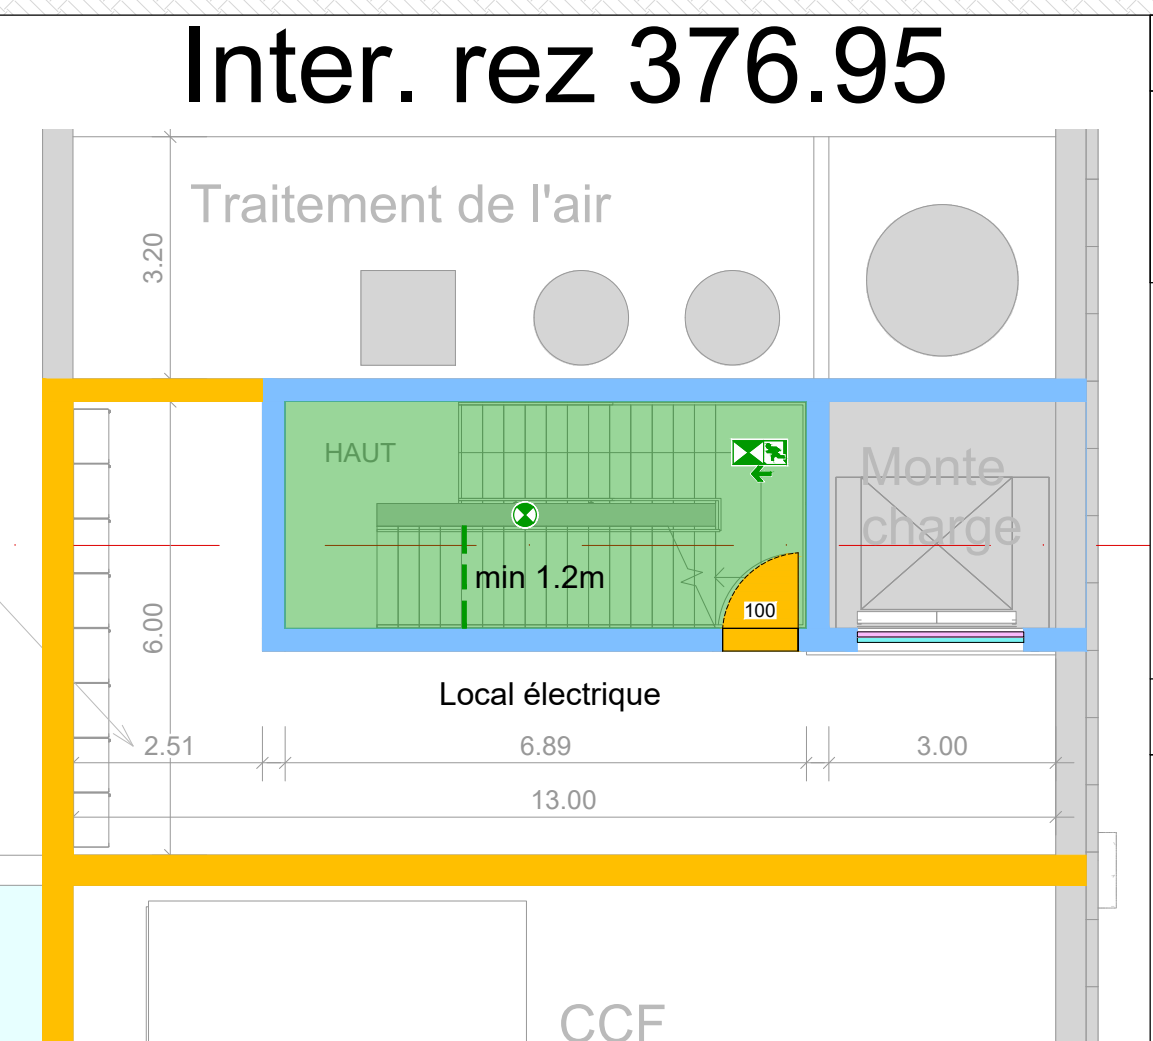 Inter. rez 376.95
Traitement de l'air
3.20
HAUT
Monte
charge
min 1.2m
100
6.00
Local électrique
2.51
6.89
3.00
13.00
CCF